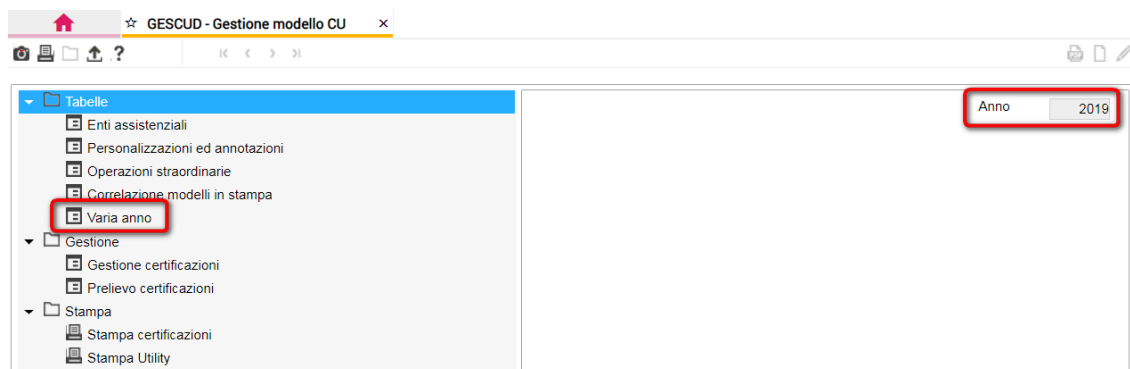 GESCUD - Gestione modello CU
Tabelle
Anno 2019
Enti assistenziali
Personalizzazioni ed annotazioni
Operazioni straordinarie
Correlazione modelli in stampa
Varia anno
Gestione
Gestione certificazioni
Prelievo certificazioni
Stampa
Stampa certificazioni
Stampa Utility